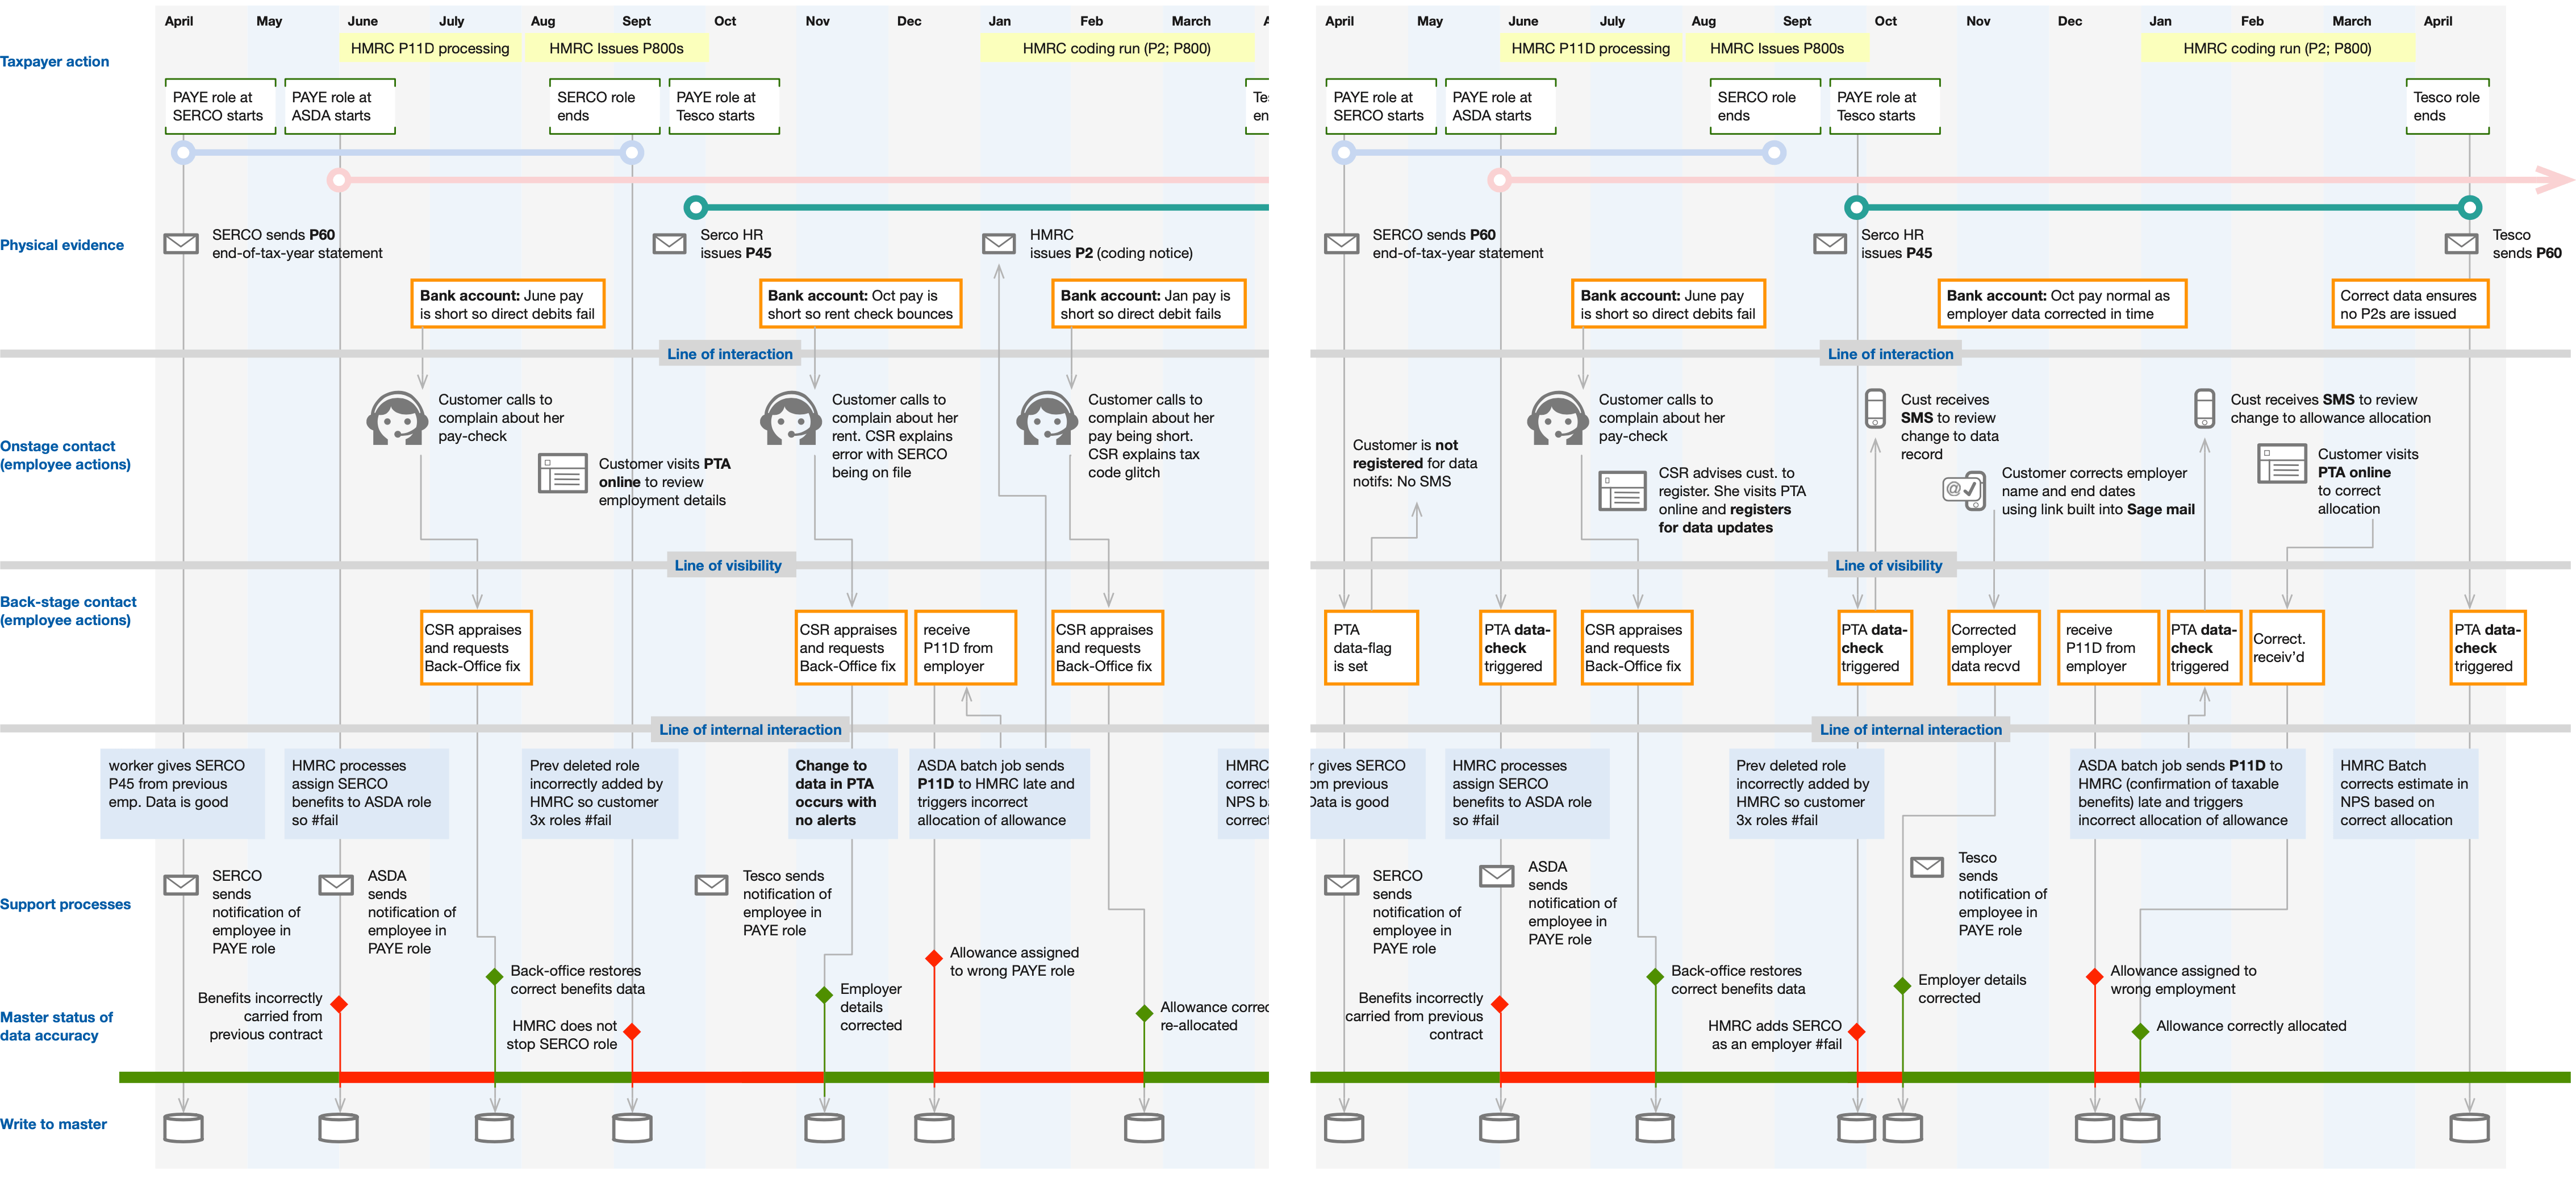 April May June July Aug Sept Oct Nov Dec Jan Feb March A
HMRC P11D processing
HMRC Issues P800s
HMRC coding run (P2; P800)
Taxpayer action
PAYE role at
SERCO starts
PAYE role at
ASDA starts
SERCO role
ends
PAYE role at
Tesco starts
Te
en
Physical evidence
SERCO sends P60
end-of-tax-year statement
Serco HR
issues P45
HMRC
issues P2 (coding notice)
Bank account: June pay
is short so direct debits fail
Bank account: Oct pay is
short so rent check bounces
Bank account: Jan pay is
short so direct debit fails
Line of interaction
Onstage contact
(employee actions)
Customer calls to
complain about her
pay-check
Customer visits PTA
online to review
employment details
Customer calls to
complain about her
rent. CSR explains
error with SERCO
being on file
Customer calls to
complain about her
pay being short.
CSR explains tax
code glitch
Line of visibility
Back-stage contact
(employee actions)
CSR appraises
and requests
Back-Office fix
CSR appraises
and requests
Back-Office fix
receive
P11D from
employer
CSR appraises
and requests
Back-Office fix
Line of internal interaction
worker gives SERCO
P45 from previous
emp. Data is good
HMRC processes
assign SERCO
benefits to ASDA role
so #fail
Prev deleted role
incorrectly added by
HMRC so customer
3x roles #fail
Change to
data in PTA
occurs with
no alerts
ASDA batch job sends
P11D to HMRC late and
triggers incorrect
allocation of allowance
HMRC
correct
NPS ba
correct
Support processes
SERCO
sends
notification of
employee in
PAYE role
ASDA
sends
notification of
employee in
PAYE role
Tesco sends
notification of
employee in
PAYE role
Master status of
data accuracy
Benefits incorrectly
carried from
previous contract
Back-office restores
correct benefits data
HMRC does not
stop SERCO role
Employer
details
corrected
Allowance assigned
to wrong PAYE role
Allowance correc
re-allocated
Write to master
April May June July Aug Sept Oct Nov Dec Jan Feb March April
HMRC P11D processing
HMRC Issues P800s
HMRC coding run (P2; P800)
PAYE role at
SERCO starts
PAYE role at
ASDA starts
SERCO role
ends
PAYE role at
Tesco starts
Tesco role
ends
SERCO sends P60
end-of-tax-year statement
Serco HR
issues P45
Tesco
sends P60
Bank account: June pay
is short so direct debits fail
Bank account: Oct pay normal as
employer data corrected in time
Correct data ensures
no P2s are issued
Line of interaction
Customer is not
registered for data
notifs: No SMS
Customer calls to
complain about her
pay-check
CSR advises cust. to
register. She visits PTA
online and registers
for data updates
Cust receives
SMS to review
change to data
record
Customer corrects employer
name and end dates
using link built into Sage mail
Cust receives SMS to review
change to allowance allocation
Customer visits
PTA online
to correct
allocation
Line of visibility
PTA
data-flag
is set
PTA data-
check
triggered
CSR appraises
and requests
Back-Office fix
PTA data-
check
triggered
Corrected
employer
data recvd
receive
P11D from
employer
PTA data-
check
triggered
Correct.
receiv'd
PTA data-
check
triggered
Line of internal interaction
r gives SERCO
om previous
Data is good
HMRC processes
assign SERCO
benefits to ASDA role
so #fail
Prev deleted role
incorrectly added by
HMRC so customer
3x roles #fail
ASDA batch job sends P11D to
HMRC (confirmation of taxable
benefits) late and triggers
incorrect allocation of allowance
HMRC Batch
corrects estimate in
NPS based on
correct allocation
SERCO
sends
notification of
employee in
PAYE role
ASDA
sends
notification of
employee in
PAYE role
Tesco
sends
notification of
employee in
PAYE role
Benefits incorrectly
carried from previous
contract
Back-office restores
correct benefits data
HMRC adds SERCO
as an employer #fail
Employer details
corrected
Allowance assigned to
wrong employment
Allowance correctly allocated